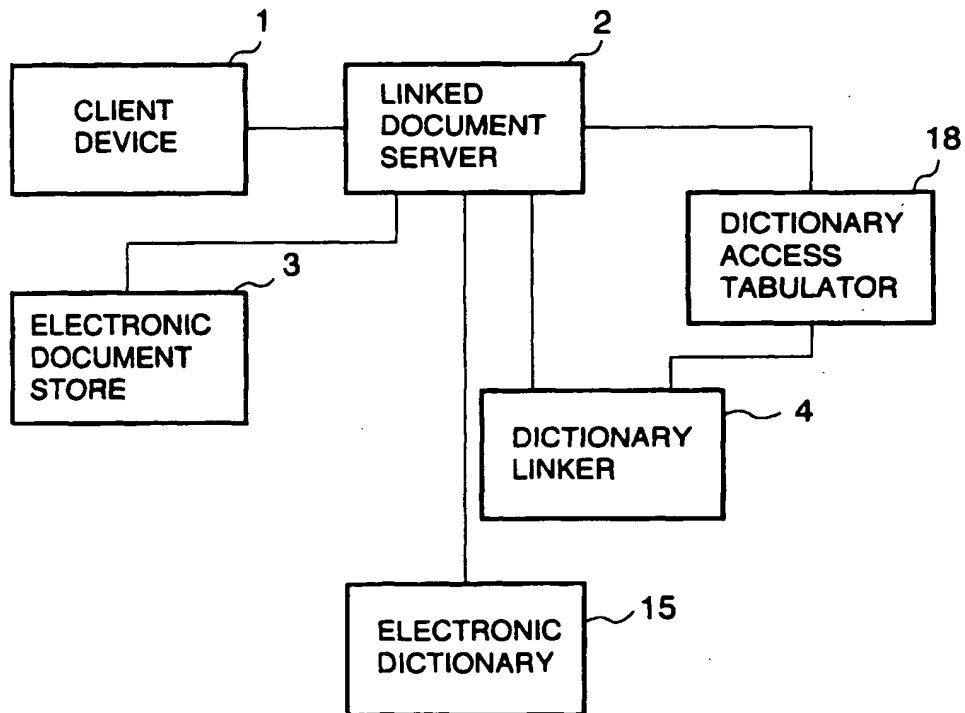 1
CLIENT
DEVICE
2
LINKED
DOCUMENT
SERVER
18
DICTIONARY
ACCESS
TABULATOR
3
ELECTRONIC
DOCUMENT
STORE
4
DICTIONARY
LINKER
15
ELECTRONIC
DICTIONARY